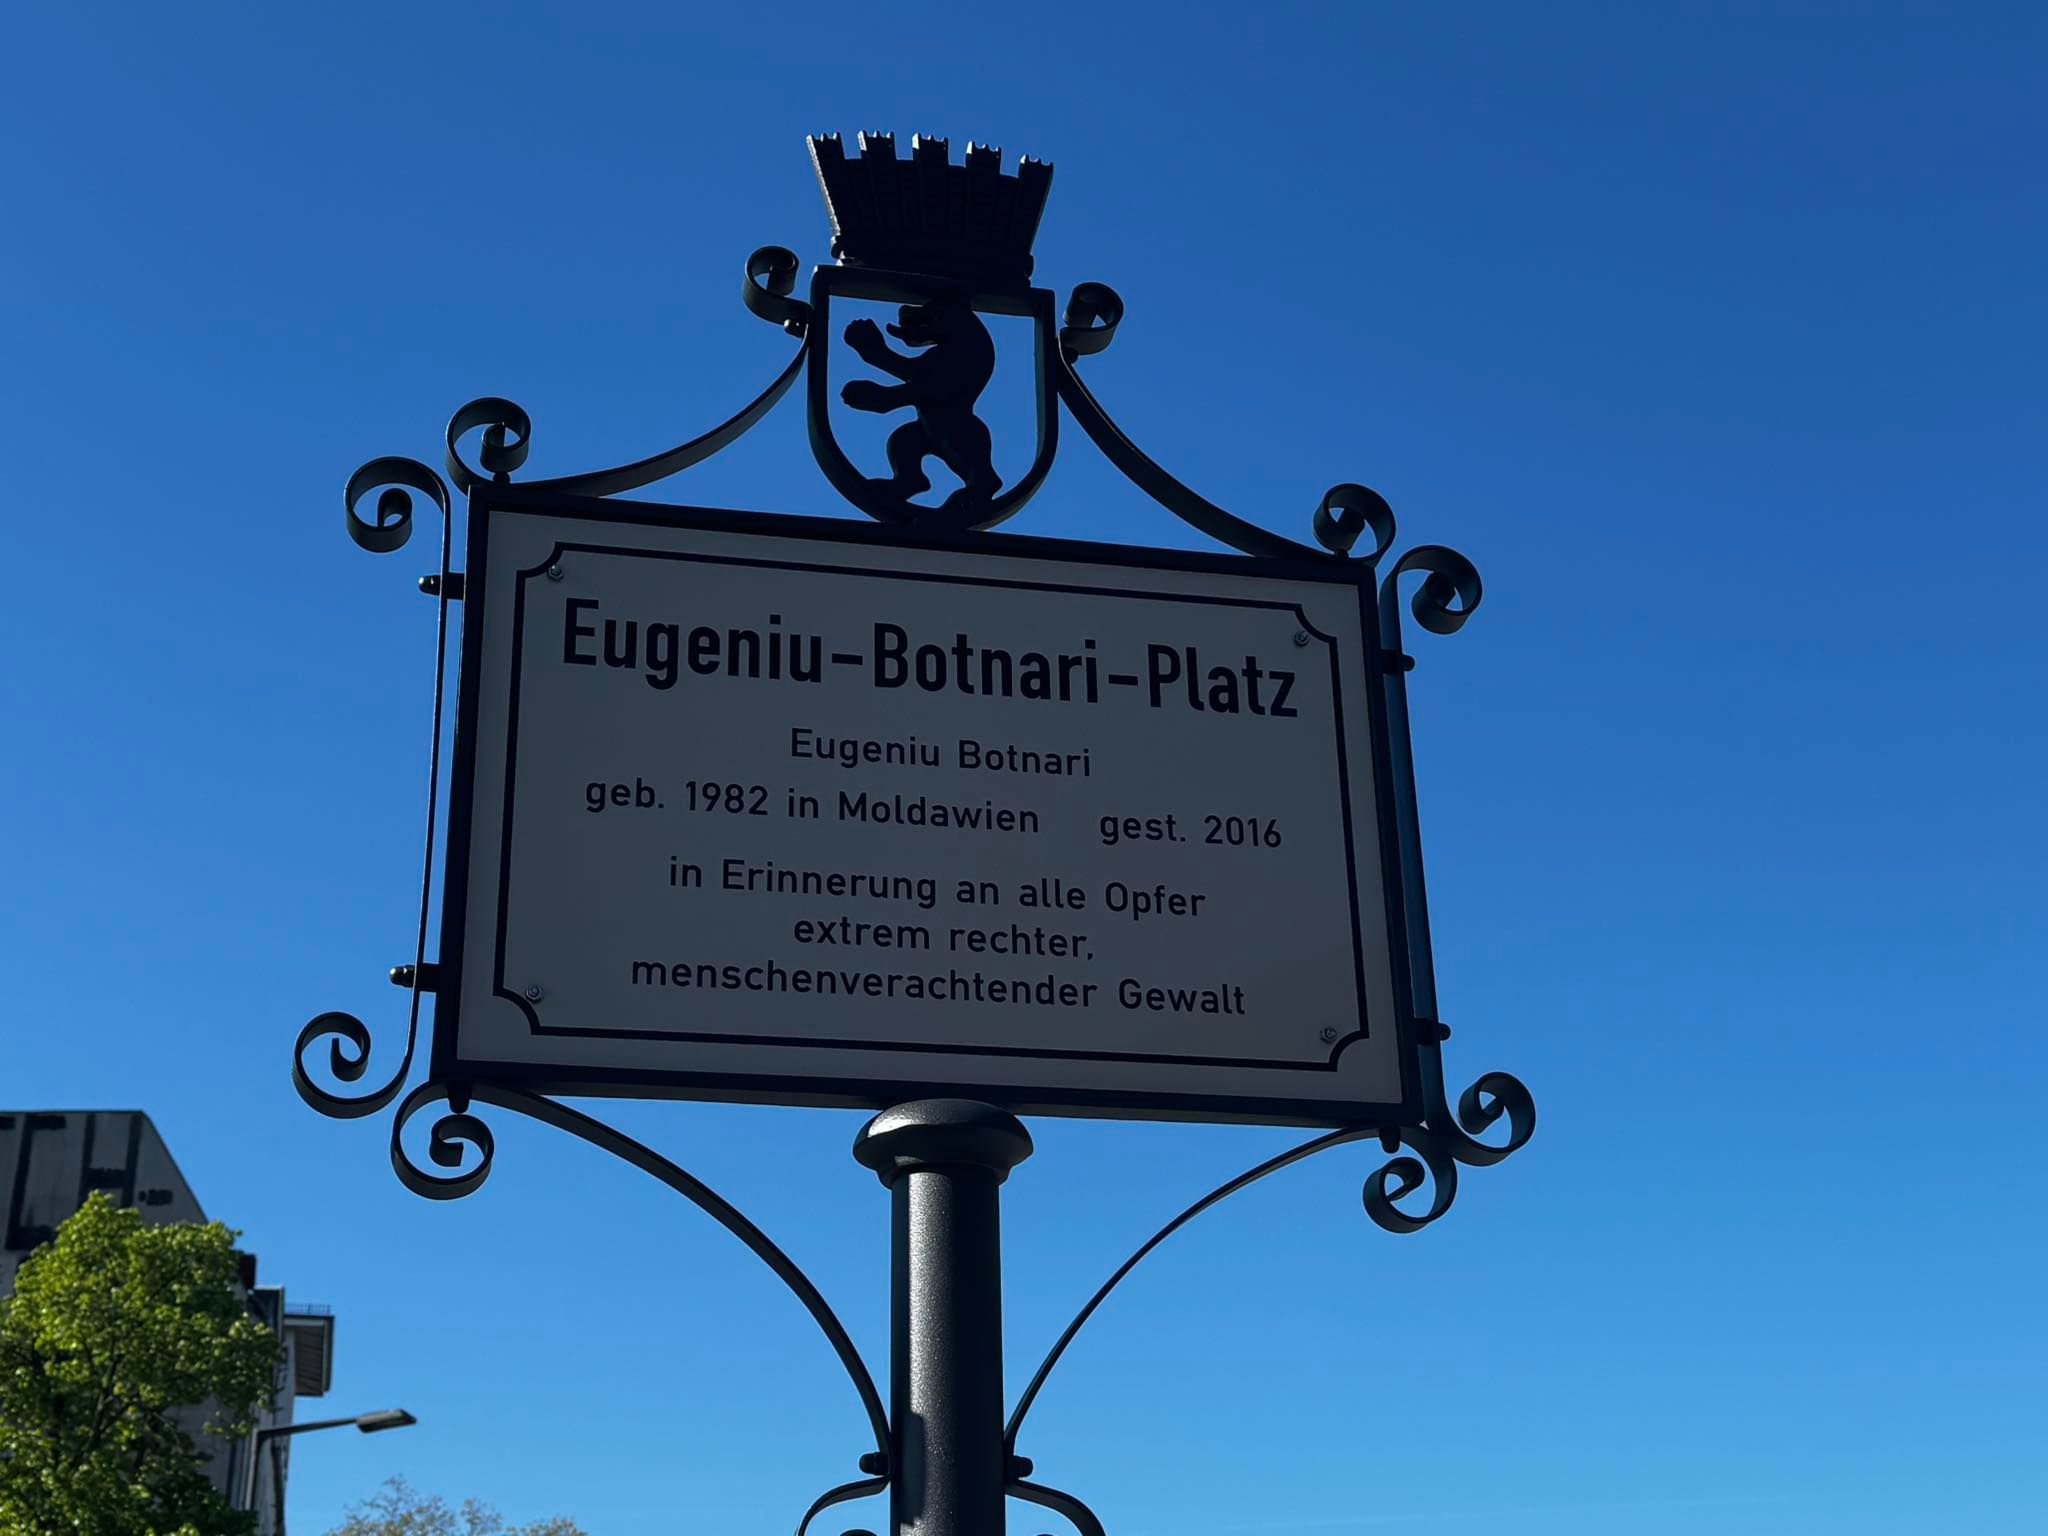 Eugeniu-Botnari-Platz
Eugeniu Botnari
geb. 1982 in Moldawien gest. 2016
in Erinnerung an alle Opfer
extrem rechter,
menschenverachtender Gewalt